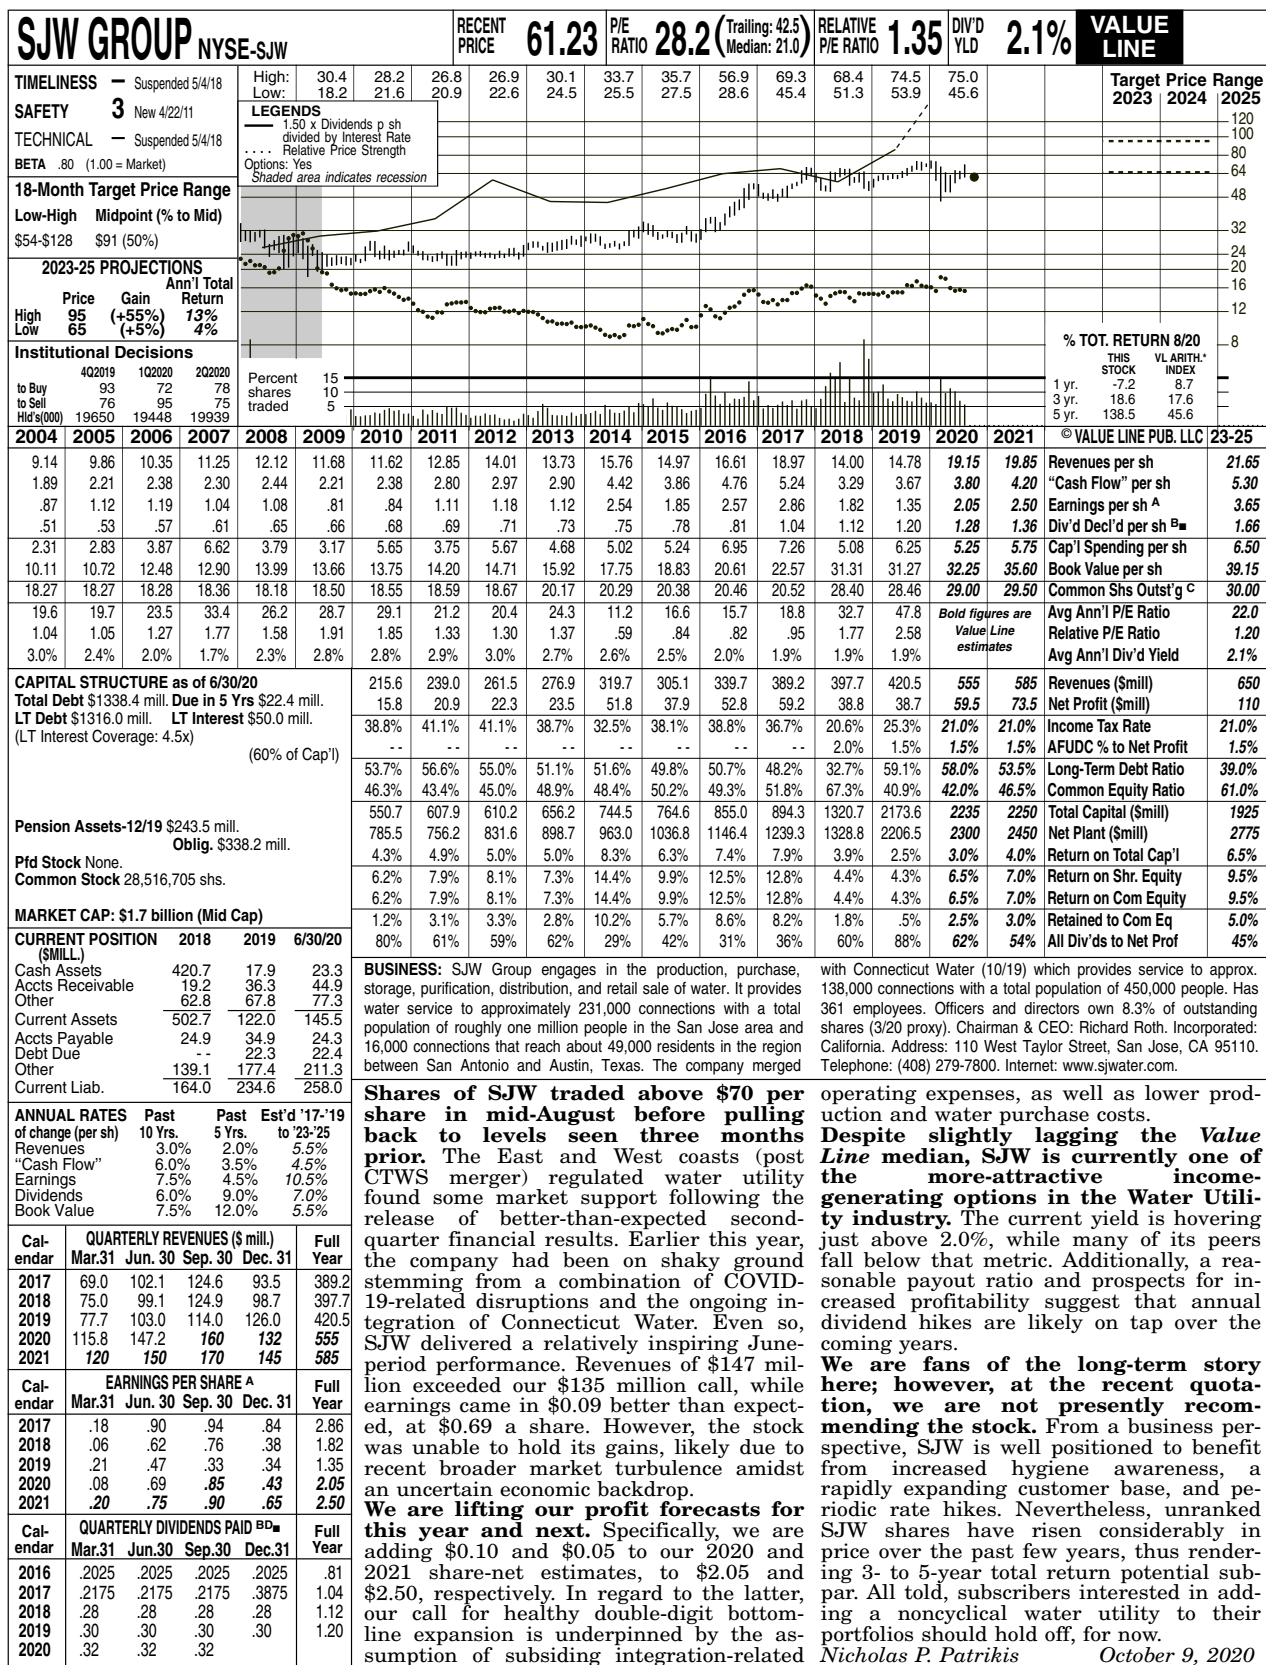 SJW GROUP NYSE-SJW
RECENT PRICE 61.23 P/E RATIO 28.2 (Trailing: 42.5 Median: 21.0) RELATIVE P/E RATIO 1.35 DIV'D YLD 2.1% VALUE LINE
TIMELINESS – Suspended 5/4/18
SAFETY 3 New 4/22/11
TECHNICAL – Suspended 5/4/18
BETA .80 (1.00 = Market)
18-Month Target Price Range
Low-High Midpoint (% to Mid)
$54-$128 $91 (50%)
2023-25 PROJECTIONS
Ann'l Total
Price Gain Return
High 95 (+55%) 13%
Low 65 (+5%) 4%
Institutional Decisions
4Q2019 1Q2020 2Q2020
to Buy 93 72 78
to Sell 76 95 75
Hld's(000) 19650 19448 19939
High: 30.4 28.2 26.8 26.9 30.1 33.7 35.7 56.9 69.3 68.4 74.5 75.0
Low: 18.2 21.6 20.9 22.6 24.5 25.5 27.5 28.6 45.4 51.3 53.9 45.6
LEGENDS
1.50 x Dividends p sh
divided by Interest Rate
. . . . Relative Price Strength
Options: Yes
Shaded area indicates recession
Target Price Range
2023 2024 2025
120
100
80
64
48
32
24
20
16
12
8
Percent shares traded
15
10
5
% TOT. RETURN 8/20
THIS STOCK VL ARITH.* INDEX
1 yr. -7.2 8.7
3 yr. 18.6 17.6
5 yr. 138.5 45.6
2004 2005 2006 2007 2008 2009 2010 2011 2012 2013 2014 2015 2016 2017 2018 2019 2020 2021 © VALUE LINE PUB. LLC 23-25
9.14 9.86 10.35 11.25 12.12 11.68 11.62 12.85 14.01 13.73 15.76 14.97 16.61 18.97 14.00 14.78 19.15 19.85 Revenues per sh 21.65
1.89 2.21 2.38 2.30 2.44 2.21 2.38 2.80 2.97 2.90 4.42 3.86 4.76 5.24 3.29 3.67 3.80 4.20 "Cash Flow" per sh 5.30
.87 1.12 1.19 1.04 1.08 .81 .84 1.11 1.18 1.12 2.54 1.85 2.57 2.86 1.82 1.35 2.05 2.50 Earnings per sh A 3.65
.51 .53 .57 .61 .65 .66 .68 .69 .71 .73 .75 .78 .81 1.04 1.12 1.20 1.28 1.36 Div'd Decl'd per sh B■ 1.66
2.31 2.83 3.87 6.62 3.79 3.17 5.65 3.75 5.67 4.68 5.02 5.24 6.95 7.26 5.08 6.25 5.25 5.75 Cap'l Spending per sh 6.50
10.11 10.72 12.48 12.90 13.99 13.66 13.75 14.20 14.71 15.92 17.75 18.83 20.61 22.57 31.31 31.27 32.25 35.60 Book Value per sh 39.15
18.27 18.27 18.28 18.36 18.18 18.50 18.55 18.59 18.67 20.17 20.29 20.38 20.46 20.52 28.40 28.46 29.00 29.50 Common Shs Outst'g C 30.00
19.6 19.7 23.5 33.4 26.2 28.7 29.1 21.2 20.4 24.3 11.2 16.6 15.7 18.8 32.7 47.8 Bold figures are Avg Ann'l P/E Ratio 22.0
1.04 1.05 1.27 1.77 1.58 1.91 1.85 1.33 1.30 1.37 .59 .84 .82 .95 1.77 2.58 Value Line Relative P/E Ratio 1.20
3.0% 2.4% 2.0% 1.7% 2.3% 2.8% 2.8% 2.9% 3.0% 2.7% 2.6% 2.5% 2.0% 1.9% 1.9% 1.9% estimates Avg Ann'l Div'd Yield 2.1%
CAPITAL STRUCTURE as of 6/30/20
Total Debt $1338.4 mill. Due in 5 Yrs $22.4 mill.
LT Debt $1316.0 mill. LT Interest $50.0 mill.
(LT Interest Coverage: 4.5x)
(60% of Cap'l)
Pension Assets-12/19 $243.5 mill.
Oblig. $338.2 mill.
Pfd Stock None.
Common Stock 28,516,705 shs.
MARKET CAP: $1.7 billion (Mid Cap)
215.6 239.0 261.5 276.9 319.7 305.1 339.7 389.2 397.7 420.5 555 585 Revenues ($mill) 650
15.8 20.9 22.3 23.5 51.8 37.9 52.8 59.2 38.8 38.7 59.5 73.5 Net Profit ($mill) 110
38.8% 41.1% 41.1% 38.7% 32.5% 38.1% 38.8% 36.7% 20.6% 25.3% 21.0% 21.0% Income Tax Rate 21.0%
- - - - - - - - - - - - - - - - 2.0% 1.5% 1.5% 1.5% AFUDC % to Net Profit 1.5%
53.7% 56.6% 55.0% 51.1% 51.6% 49.8% 50.7% 48.2% 32.7% 59.1% 58.0% 53.5% Long-Term Debt Ratio 39.0%
46.3% 43.4% 45.0% 48.9% 48.4% 50.2% 49.3% 51.8% 67.3% 40.9% 42.0% 46.5% Common Equity Ratio 61.0%
550.7 607.9 610.2 656.2 744.5 764.6 855.0 894.3 1320.7 2173.6 2235 2250 Total Capital ($mill) 1925
785.5 756.2 831.6 898.7 963.0 1036.8 1146.4 1239.3 1328.8 2206.5 2300 2450 Net Plant ($mill) 2775
4.3% 4.9% 5.0% 5.0% 8.3% 6.3% 7.4% 7.9% 3.9% 2.5% 3.0% 4.0% Return on Total Cap'l 6.5%
6.2% 7.9% 8.1% 7.3% 14.4% 9.9% 12.5% 12.8% 4.4% 4.3% 6.5% 7.0% Return on Shr. Equity 9.5%
6.2% 7.9% 8.1% 7.3% 14.4% 9.9% 12.5% 12.8% 4.4% 4.3% 6.5% 7.0% Return on Com Equity 9.5%
1.2% 3.1% 3.3% 2.8% 10.2% 5.7% 8.6% 8.2% 1.8% .5% 2.5% 3.0% Retained to Com Eq 5.0%
80% 61% 59% 62% 29% 42% 31% 36% 60% 88% 62% 54% All Div'ds to Net Prof 45%
CURRENT POSITION 2018 2019 6/30/20
($MILL.)
Cash Assets 420.7 17.9 23.3
Accts Receivable 19.2 36.3 44.9
Other 62.8 67.8 77.3
Current Assets 502.7 122.0 145.5
Accts Payable 24.9 34.9 24.3
Debt Due - - 22.3 22.4
Other 139.1 177.4 211.3
Current Liab. 164.0 234.6 258.0
ANNUAL RATES Past Past Est'd '17-'19
of change (per sh) 10 Yrs. 5 Yrs. to '23-'25
Revenues 3.0% 2.0% 5.5%
"Cash Flow" 6.0% 3.5% 4.5%
Earnings 7.5% 4.5% 10.5%
Dividends 6.0% 9.0% 7.0%
Book Value 7.5% 12.0% 5.5%
Cal- QUARTERLY REVENUES ($ mill.) Full
endar Mar.31 Jun. 30 Sep. 30 Dec. 31 Year
2017 69.0 102.1 124.6 93.5 389.2
2018 75.0 99.1 124.9 98.7 397.7
2019 77.7 103.0 114.0 126.0 420.5
2020 115.8 147.2 160 132 555
2021 120 150 170 145 585
Cal- EARNINGS PER SHARE A Full
endar Mar.31 Jun. 30 Sep. 30 Dec. 31 Year
2017 .18 .90 .94 .84 2.86
2018 .06 .62 .76 .38 1.82
2019 .21 .47 .33 .34 1.35
2020 .08 .69 .85 .43 2.05
2021 .20 .75 .90 .65 2.50
Cal- QUARTERLY DIVIDENDS PAID BD■ Full
endar Mar.31 Jun.30 Sep.30 Dec.31 Year
2016 .2025 .2025 .2025 .2025 .81
2017 .2175 .2175 .2175 .3875 1.04
2018 .28 .28 .28 .28 1.12
2019 .30 .30 .30 .30 1.20
2020 .32 .32 .32
BUSINESS: SJW Group engages in the production, purchase,
storage, purification, distribution, and retail sale of water. It provides
water service to approximately 231,000 connections with a total
population of roughly one million people in the San Jose area and
16,000 connections that reach about 49,000 residents in the region
between San Antonio and Austin, Texas. The company merged
with Connecticut Water (10/19) which provides service to approx.
138,000 connections with a total population of 450,000 people. Has
361 employees. Officers and directors own 8.3% of outstanding
shares (3/20 proxy). Chairman & CEO: Richard Roth. Incorporated:
California. Address: 110 West Taylor Street, San Jose, CA 95110.
Telephone: (408) 279-7800. Internet: www.sjwater.com.
Shares of SJW traded above $70 per
share in mid-August before pulling
back to levels seen three months
prior. The East and West coasts (post
CTWS merger) regulated water utility
found some market support following the
release of better-than-expected second-
quarter financial results. Earlier this year,
the company had been on shaky ground
stemming from a combination of COVID-
19-related disruptions and the ongoing in-
tegration of Connecticut Water. Even so,
SJW delivered a relatively inspiring June-
period performance. Revenues of $147 mil-
lion exceeded our $135 million call, while
earnings came in $0.09 better than expect-
ed, at $0.69 a share. However, the stock
was unable to hold its gains, likely due to
recent broader market turbulence amidst
an uncertain economic backdrop.
We are lifting our profit forecasts for
this year and next. Specifically, we are
adding $0.10 and $0.05 to our 2020 and
2021 share-net estimates, to $2.05 and
$2.50, respectively. In regard to the latter,
our call for healthy double-digit bottom-
line expansion is underpinned by the as-
sumption of subsiding integration-related
operating expenses, as well as lower prod-
uction and water purchase costs.
Despite slightly lagging the Value
Line median, SJW is currently one of
the more-attractive income-
generating options in the Water Utili-
ty industry. The current yield is hovering
just above 2.0%, while many of its peers
fall below that metric. Additionally, a rea-
sonable payout ratio and prospects for in-
creased profitability suggest that annual
dividend hikes are likely on tap over the
coming years.
We are fans of the long-term story
here; however, at the recent quota-
tion, we are not presently recom-
mending the stock. From a business per-
spective, SJW is well positioned to benefit
from increased hygiene awareness, a
rapidly expanding customer base, and pe-
riodic rate hikes. Nevertheless, unranked
SJW shares have risen considerably in
price over the past few years, thus render-
ing 3- to 5-year total return potential sub-
par. All told, subscribers interested in add-
ing a noncyclical water utility to their
portfolios should hold off, for now.
Nicholas P. Patrikis October 9, 2020